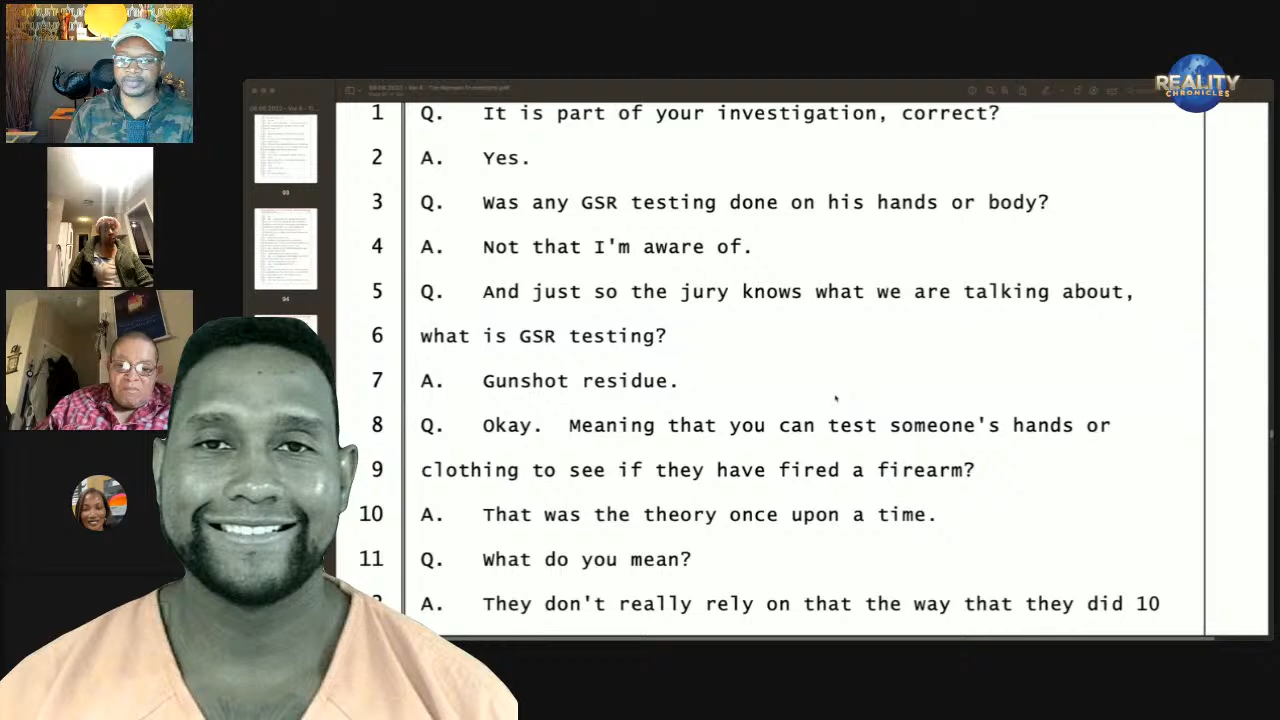 REALITY
CHRONICLES
1 Q. It is part of your investigation, correct?
2 A. Yes.
3 Q. Was any GSR testing done on his hands or body?
4 A. Not that I'm aware of.
5 Q. And just so the jury knows what we are talking about,
6 what is GSR testing?
7 A. Gunshot residue.
8 Q. Okay. Meaning that you can test someone's hands or
9 clothing to see if they have fired a firearm?
10 A. That was the theory once upon a time.
11 Q. What do you mean?
A. They don't really rely on that the way that they did 10
93
94